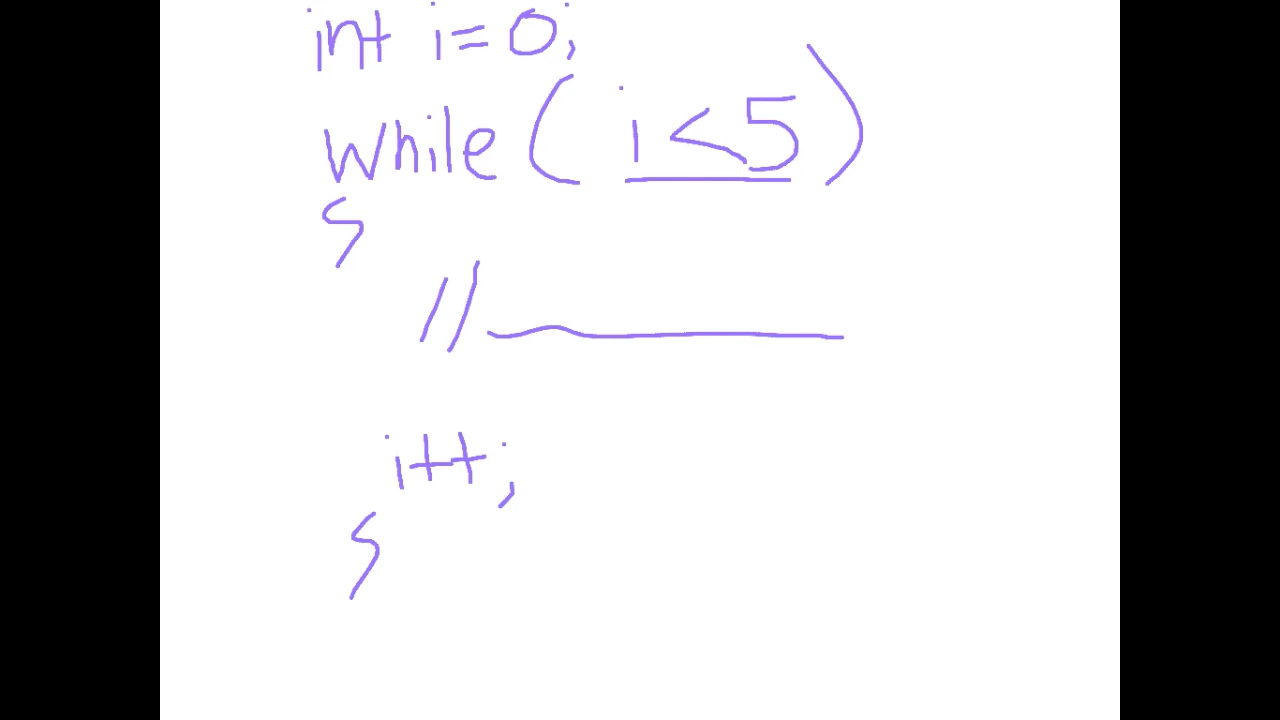 int i=0;
while ( i<5 )
{
//
i++;
}